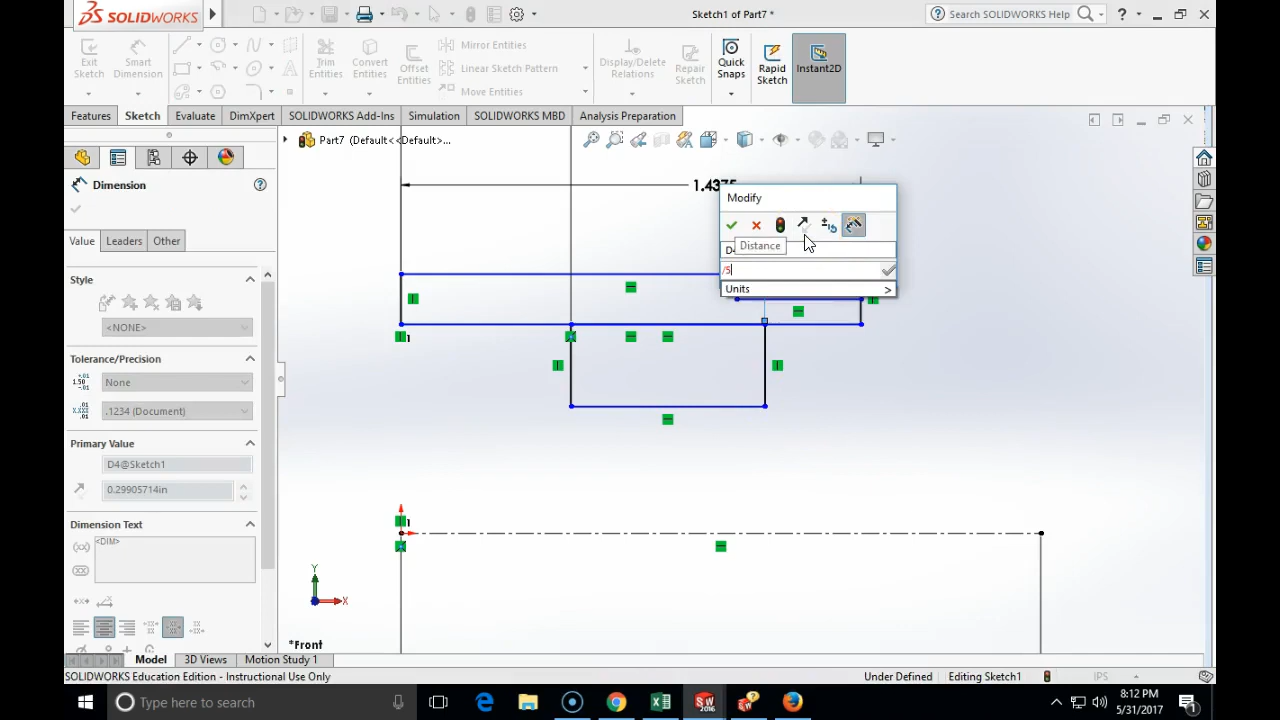 SOLIDWORKS
Sketch1 of Part7 *
Search SOLIDWORKS Help
Exit Sketch
Smart Dimension
Trim Entities
Convert Entities
Offset Entities
Mirror Entities
Linear Sketch Pattern
Move Entities
Display/Delete Relations
Repair Sketch
Quick Snaps
Rapid Sketch
Instant2D
Features
Sketch
Evaluate
DimXpert
SOLIDWORKS Add-Ins
Simulation
SOLIDWORKS MBD
Analysis Preparation
Part7 (Default<<Default>...
Dimension
Value
Leaders
Other
Style
<NONE>
Tolerance/Precision
None
.1234 (Document)
Primary Value
D4@Sketch1
0.29905714in
Dimension Text
<DIM>
1.4375
Modify
Distance
/5
Units
Y
X
*Front
Model
3D Views
Motion Study 1
SOLIDWORKS Education Edition - Instructional Use Only
Under Defined
Editing Sketch1
IPS
Type here to search
8:12 PM
5/31/2017